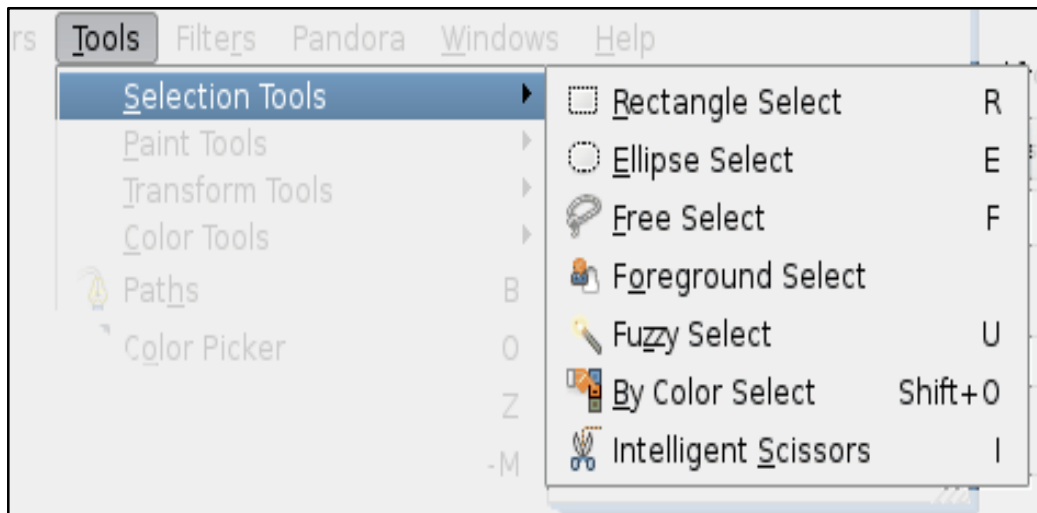 rs Tools Filters Pandora Windows Help
Selection Tools
Paint Tools
Transform Tools
Color Tools
Paths B
Color Picker O
Z
-M
Rectangle Select R
Ellipse Select E
Free Select F
Foreground Select
Fuzzy Select U
By Color Select Shift+O
Intelligent Scissors I